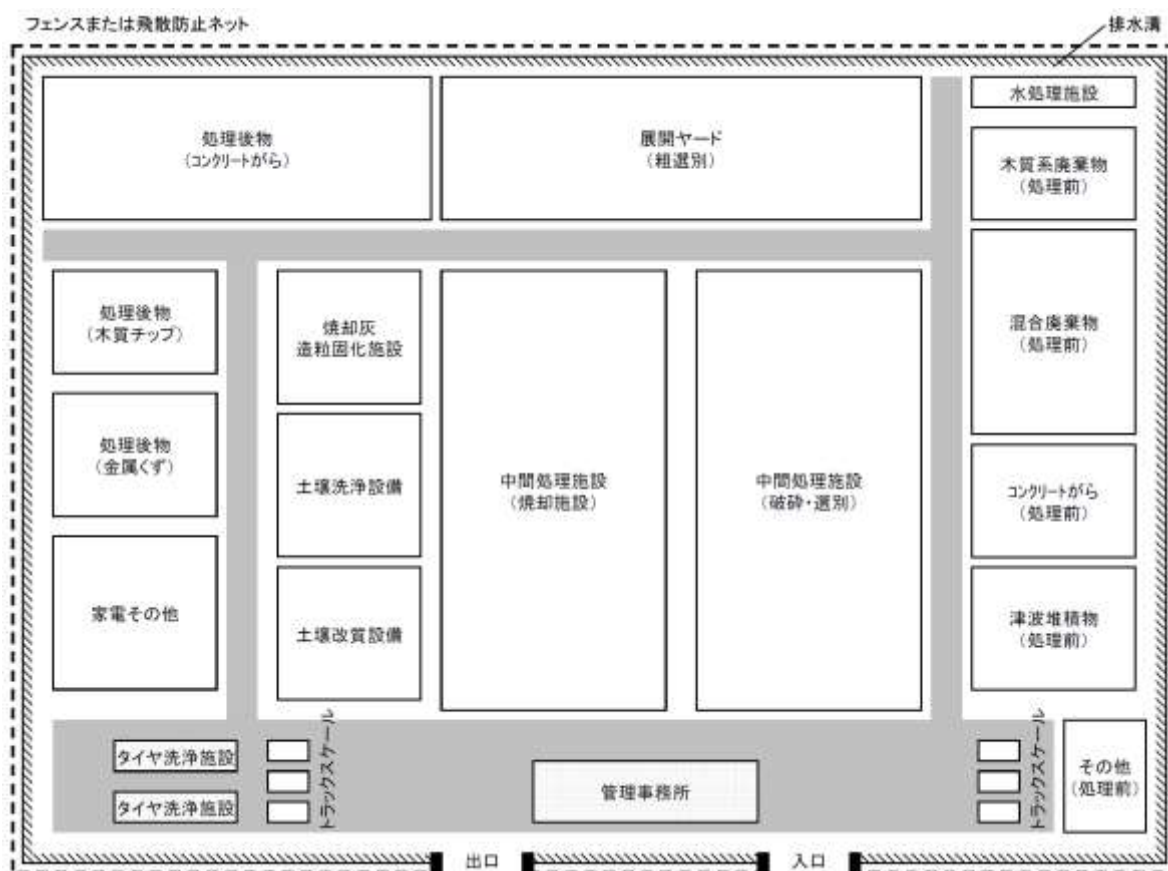 フェンスまたは飛散防止ネット
排水溝
処理後物
(コンクリートがら)
展開ヤード
(粗選別)
水処理施設
木質系廃棄物
(処理前)
処理後物
(木質チップ)
焼却灰
造粒固化施設
混合廃棄物
(処理前)
処理後物
(金属くず)
土壌洗浄設備
中間処理施設
(焼却施設)
中間処理施設
(破砕・選別)
コンクリートがら
(処理前)
家電その他
土壌改質設備
津波堆積物
(処理前)
タイヤ洗浄施設
タイヤ洗浄施設
トラックスケール
管理事務所
トラックスケール
その他
(処理前)
出口
入口